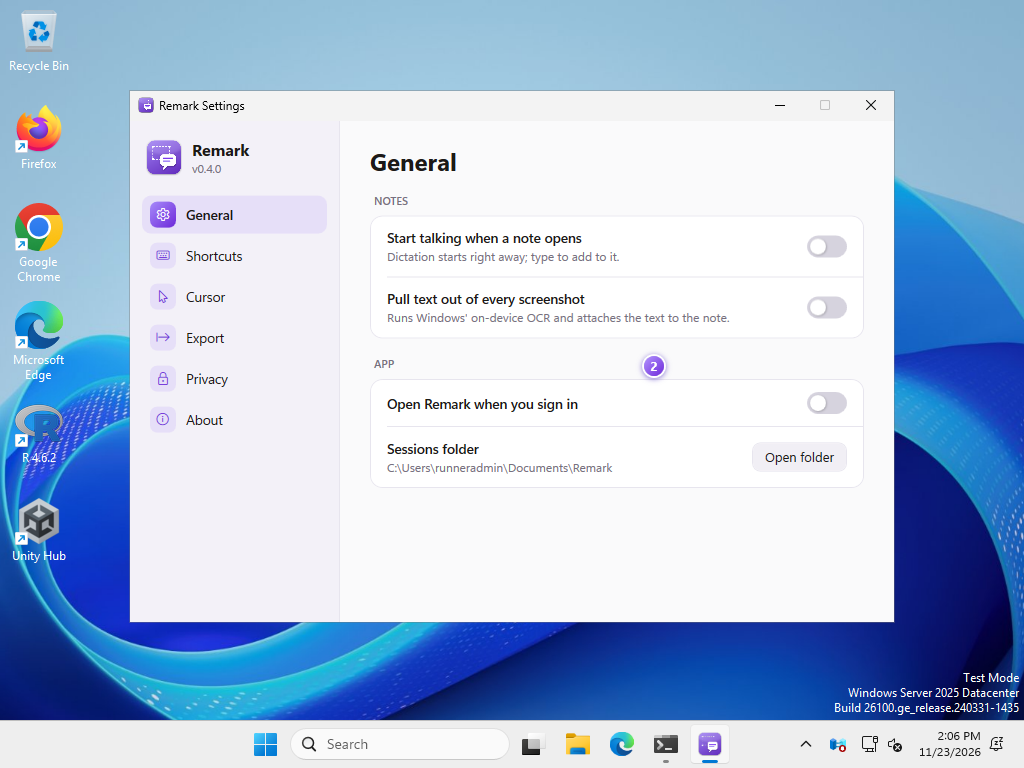 Recycle Bin
Firefox
Google
Chrome
Microsoft
Edge
R 4.6.2
Unity Hub
Remark Settings
Remark
v0.4.0
General
Shortcuts
Cursor
Export
Privacy
About
General
NOTES
Start talking when a note opens
Dictation starts right away; type to add to it.
Pull text out of every screenshot
Runs Windows' on-device OCR and attaches the text to the note.
APP
2
Open Remark when you sign in
Sessions folder
C:\Users\runneradmin\Documents\Remark
Open folder
Test Mode
Windows Server 2025 Datacenter
Build 26100.ge_release.240331-1435
Search
2:06 PM
11/23/2026